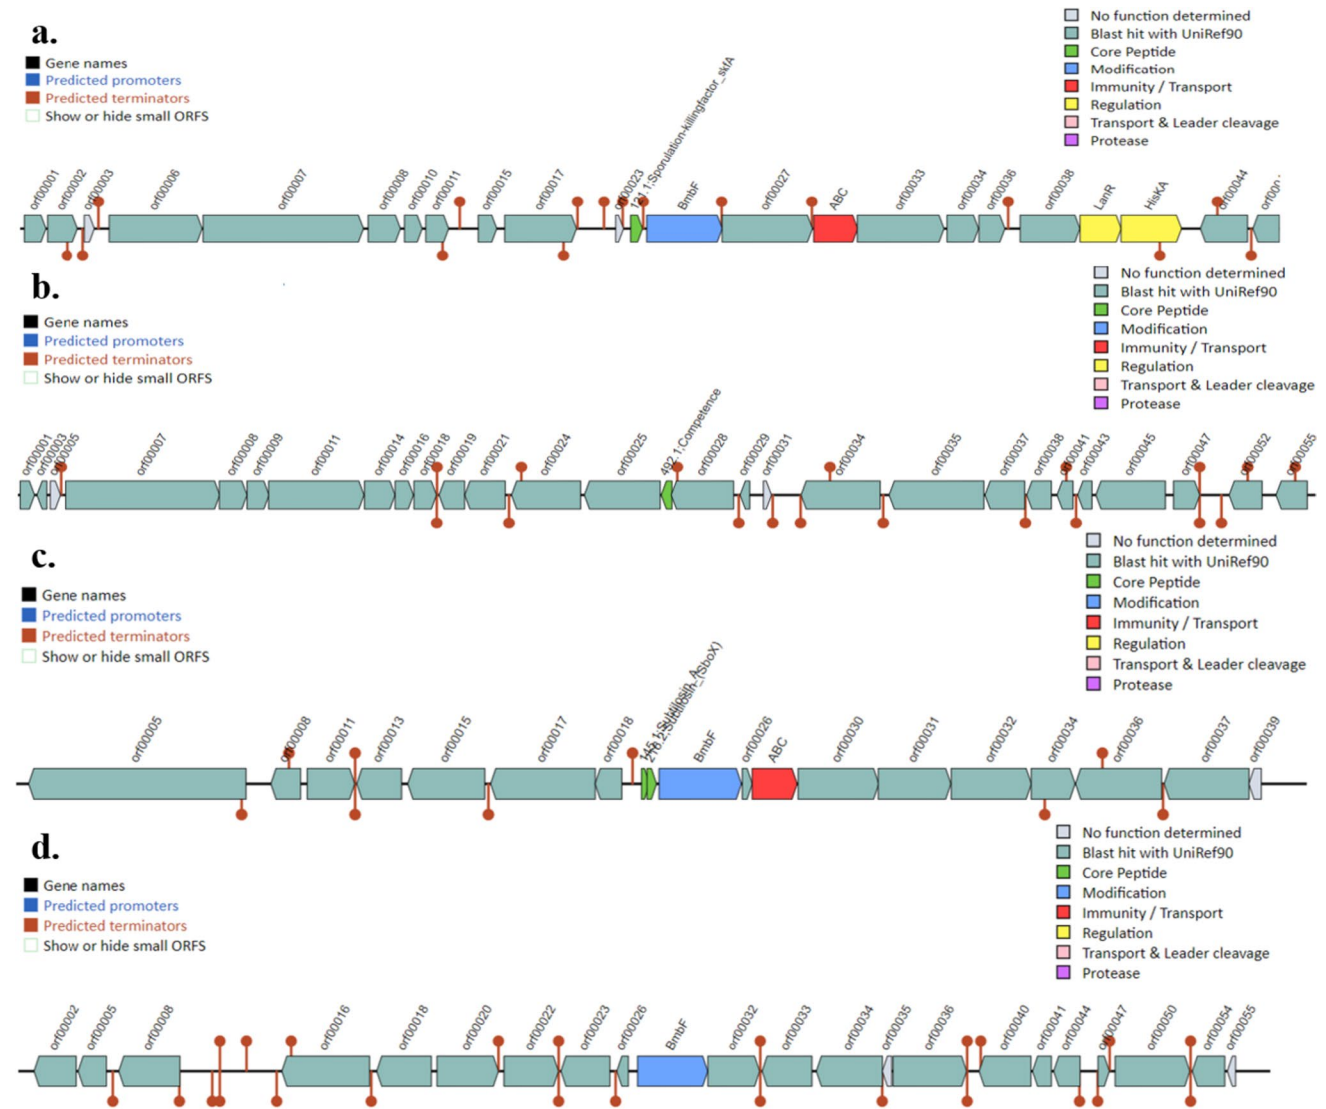 a.
Gene names
Predicted promoters
Predicted terminators
Show or hide small ORFS
No function determined
Blast hit with UniRef90
Core Peptide
Modification
Immunity / Transport
Regulation
Transport & Leader cleavage
Protease
orf00001
orf00002
orf00003
orf00006
orf00007
orf00008
orf00010
orf00011
orf00015
orf00017
orf00023
Sporulation-killingfactor_skfA
BmbF
orf00027
ABC
orf00033
orf00034
orf00036
orf00038
LanR
HisKA
orf00044
b.
Gene names
Predicted promoters
Predicted terminators
Show or hide small ORFS
No function determined
Blast hit with UniRef90
Core Peptide
Modification
Immunity / Transport
Regulation
Transport & Leader cleavage
Protease
orf00001
orf00003
orf00005
orf00007
orf00008
orf00009
orf00011
orf00014
orf00016
orf00018
orf00019
orf00021
orf00024
orf00025
492.1:Competence
orf00028
orf00029
orf00031
orf00034
orf00035
orf00037
orf00038
orf00041
orf00043
orf00045
orf00047
orf00052
orf00055
c.
Gene names
Predicted promoters
Predicted terminators
Show or hide small ORFS
No function determined
Blast hit with UniRef90
Core Peptide
Modification
Immunity / Transport
Regulation
Transport & Leader cleavage
Protease
orf00005
orf00008
orf00011
orf00013
orf00015
orf00017
orf00018
BmbF
orf00026
ABC
orf00030
orf00031
orf00032
orf00034
orf00036
orf00037
orf00039
d.
Gene names
Predicted promoters
Predicted terminators
Show or hide small ORFS
No function determined
Blast hit with UniRef90
Core Peptide
Modification
Immunity / Transport
Regulation
Transport & Leader cleavage
Protease
orf00002
orf00005
orf00008
orf00016
orf00018
orf00020
orf00022
orf00023
orf00026
BmbF
orf00032
orf00033
orf00034
orf00035
orf00036
orf00040
orf00041
orf00044
orf00047
orf00050
orf00054
orf00055